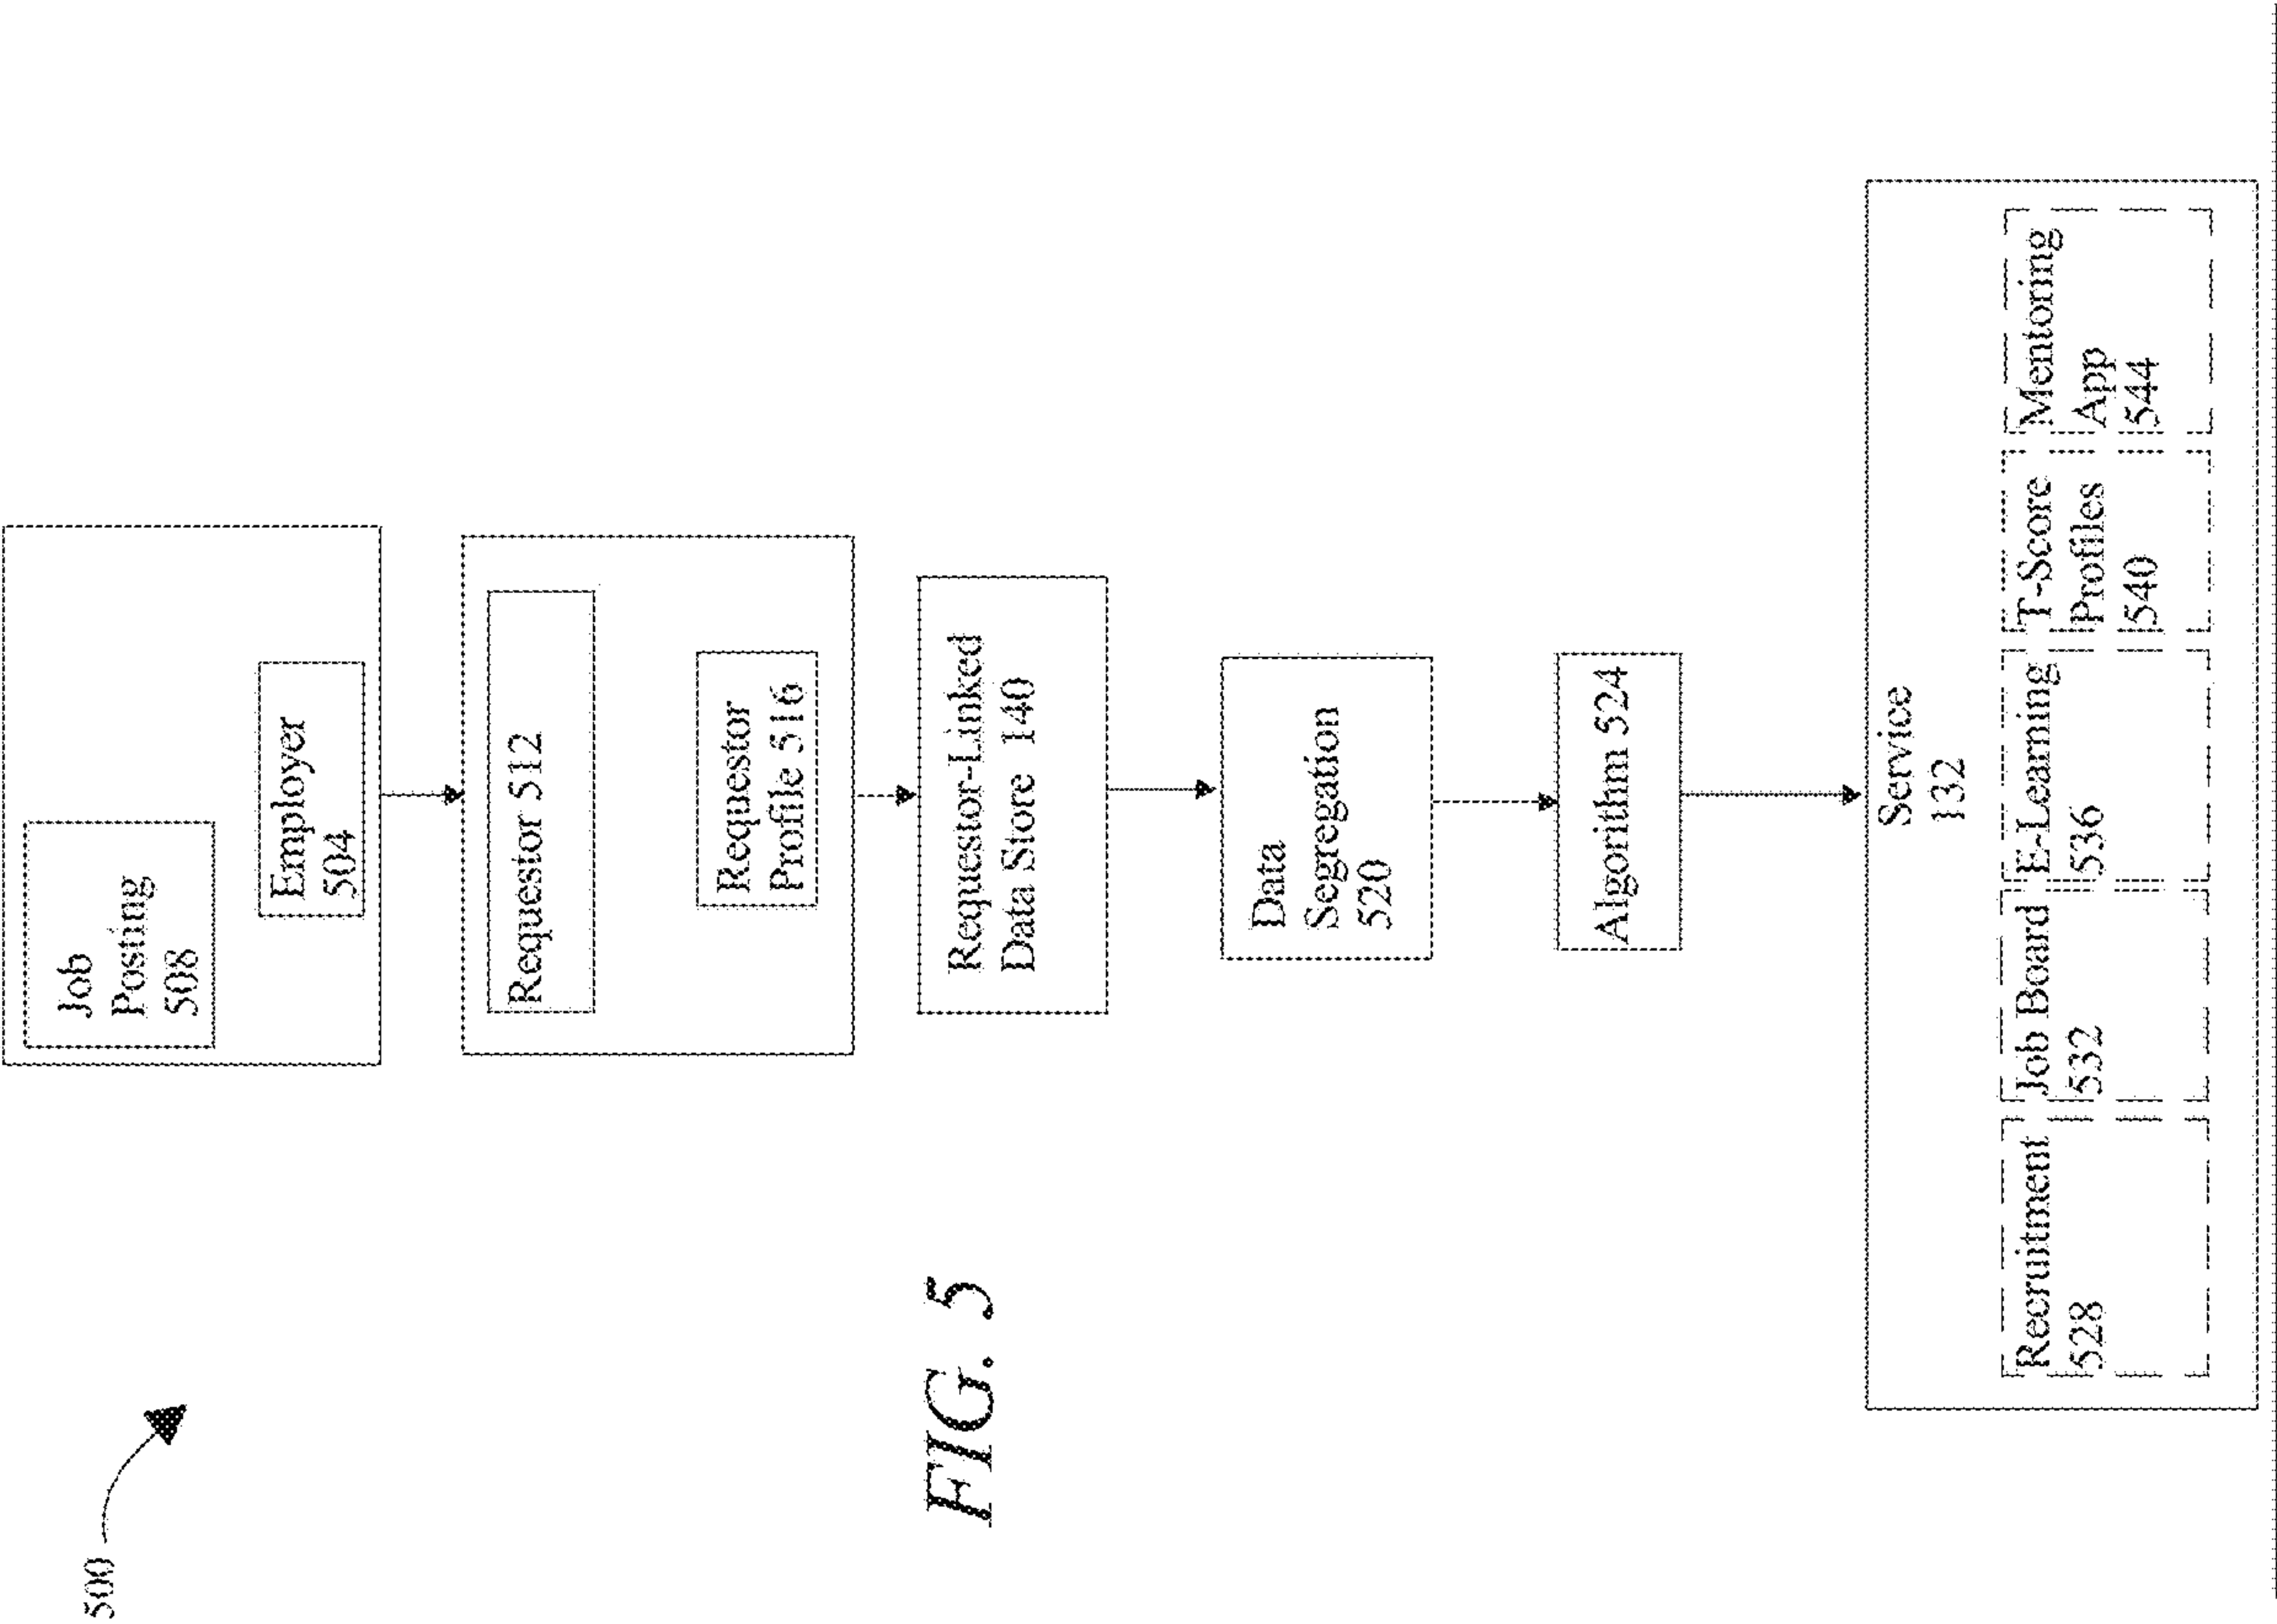 500
Job
Posting
508
Employer
504
Requestor 512
Requestor
Profile 516
Requestor-Linked
Data Store 140
Data
Segregation
520
Algorithm 524
Service
132
Recruitment
528
Job Board
532
E-Learning
536
T-Score
Profiles
540
Mentoring
App
544
FIG. 5